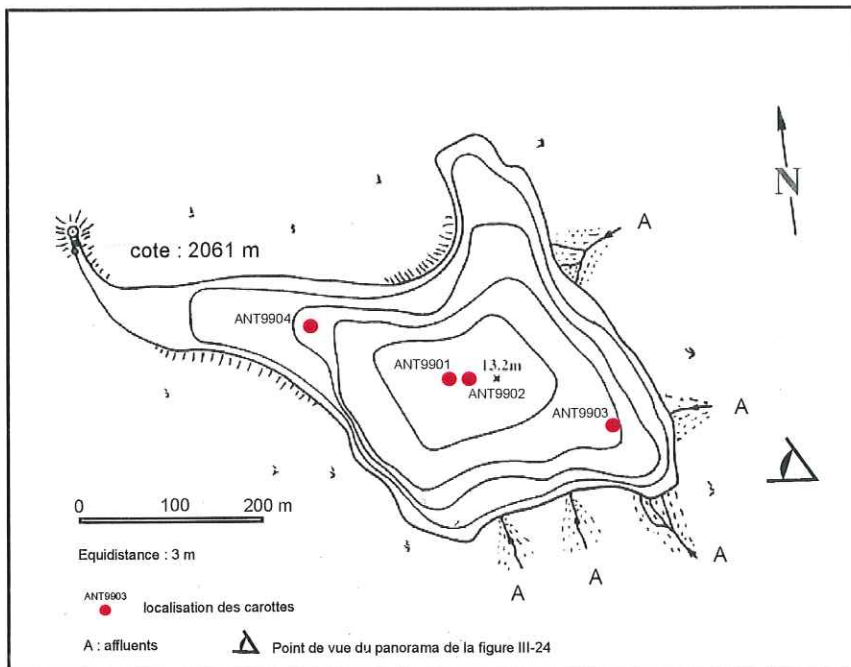 A
N
cote : 2061 m
ANT9904
ANT9901
13.2m
ANT9902
ANT9903
A
0 100 200 m
A
Equidistance : 3 m
A
A
ANT9903
localisation des carottes
A : affluents
Point de vue du panorama de la figure III-24